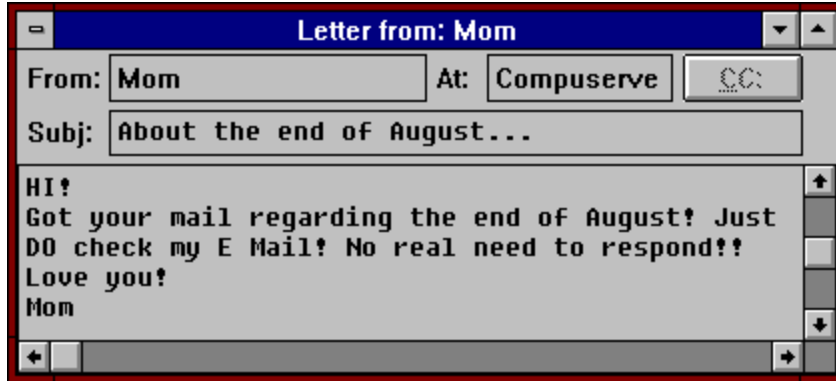 Letter from: Mom
From: Mom At: Compuserve CC:
Subj: About the end of August...
HI!
Got your mail regarding the end of August! Just
DO check my E Mail! No real need to respond!!
Love you!
Mom